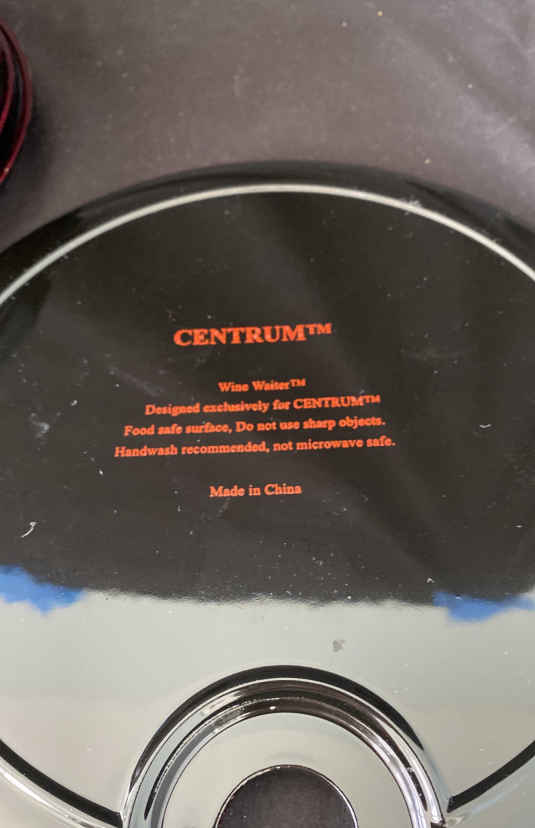 CENTRUM™
Wine Waiter™
Designed exclusively for CENTRUM™
Food safe surface, Do not use sharp objects.
Handwash recommended, not microwave safe.
Made in China